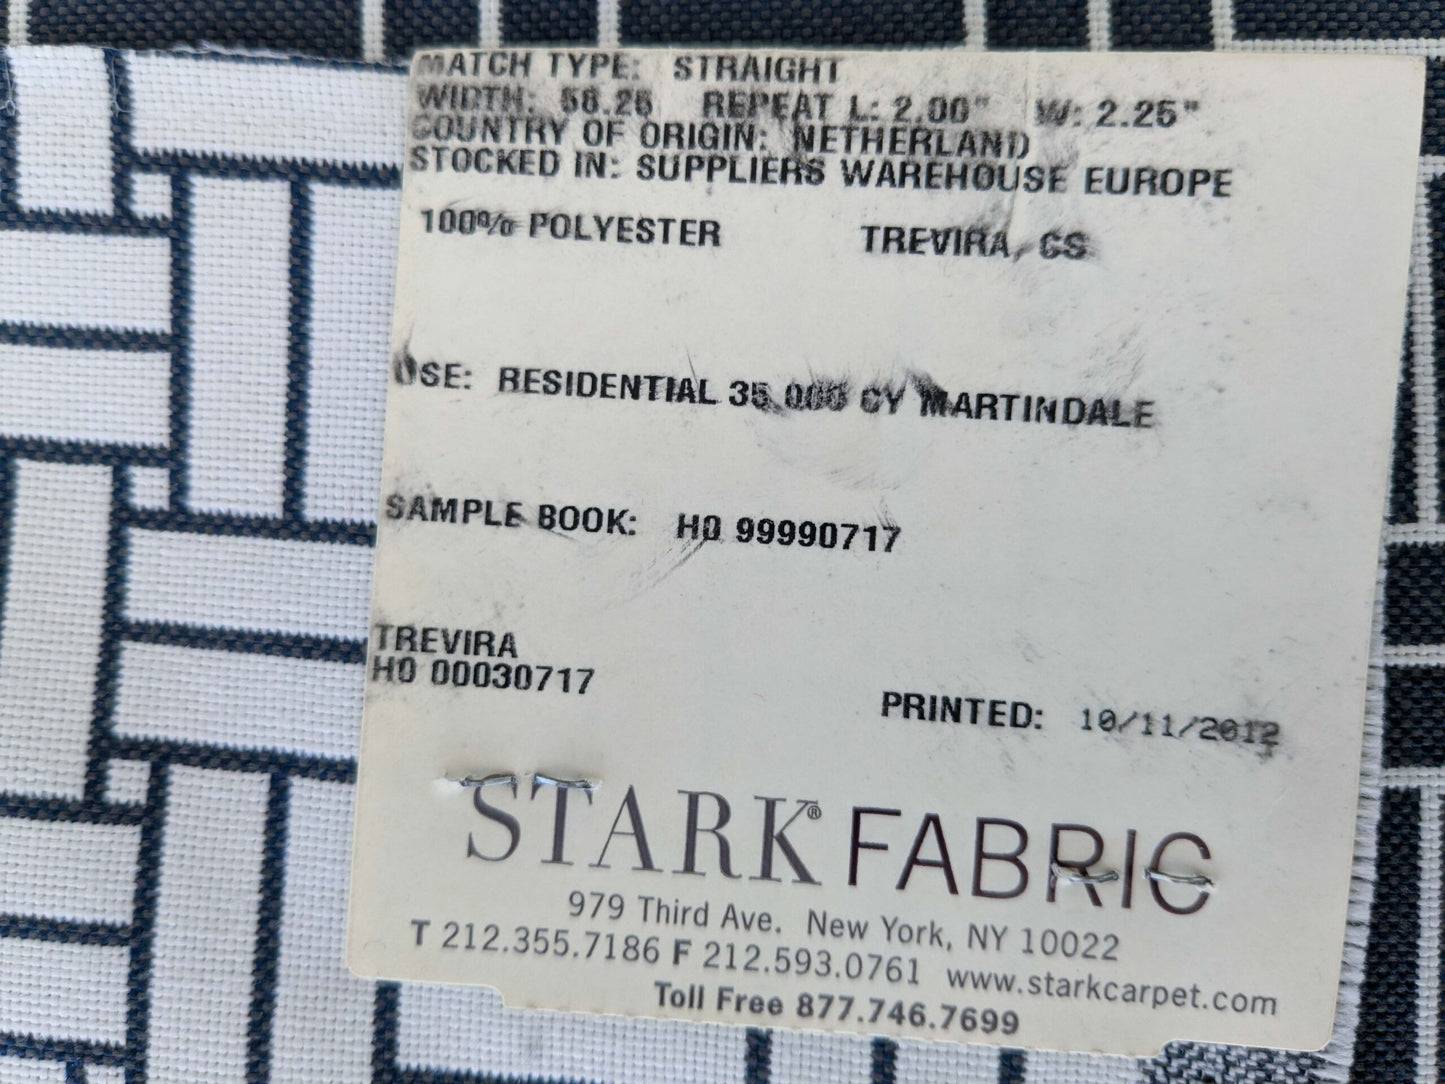 MATCH TYPE: STRAIGHT
WIDTH: 56.26 REPEAT L: 2.00" W: 2.25"
COUNTRY OF ORIGIN: NETHERLAND
STOCKED IN: SUPPLIERS WAREHOUSE EUROPE
100% POLYESTER TREVIRA, CS
USE: RESIDENTIAL 35,000 CY MARTINDALE
SAMPLE BOOK: H0 99990717
TREVIRA
H0 00030717
PRINTED: 10/11/2012
STARK® FABRIC
979 Third Ave. New York, NY 10022
T 212.355.7186 F 212.593.0761 www.starkcarpet.com
Toll Free 877.746.7699